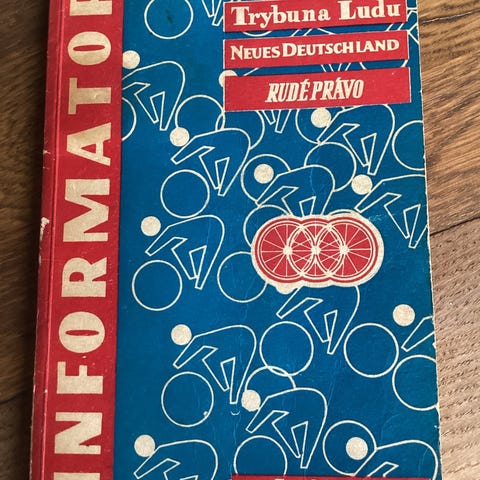 INFORMATOR
Trybuna Ludu
NEUES DEUTSCHLAND
RUDÉ PRÁVO